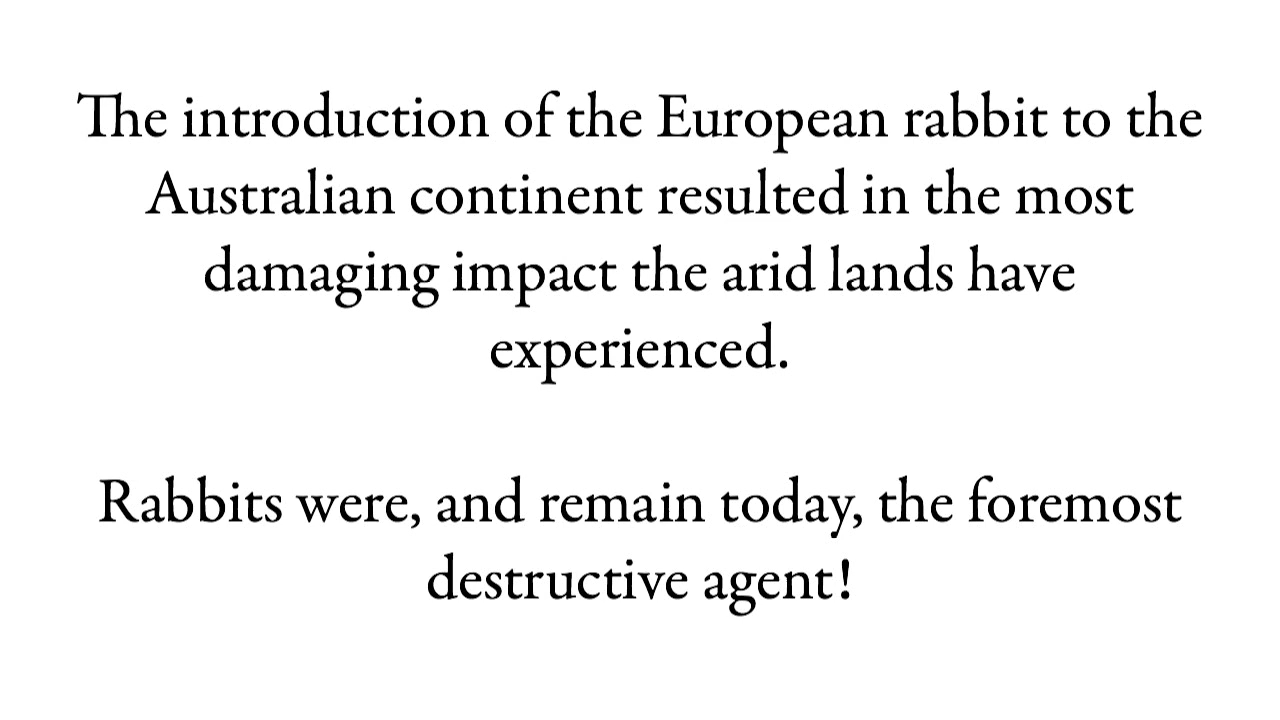 The introduction of the European rabbit to the
Australian continent resulted in the most
damaging impact the arid lands have
experienced.
Rabbits were, and remain today, the foremost
destructive agent!